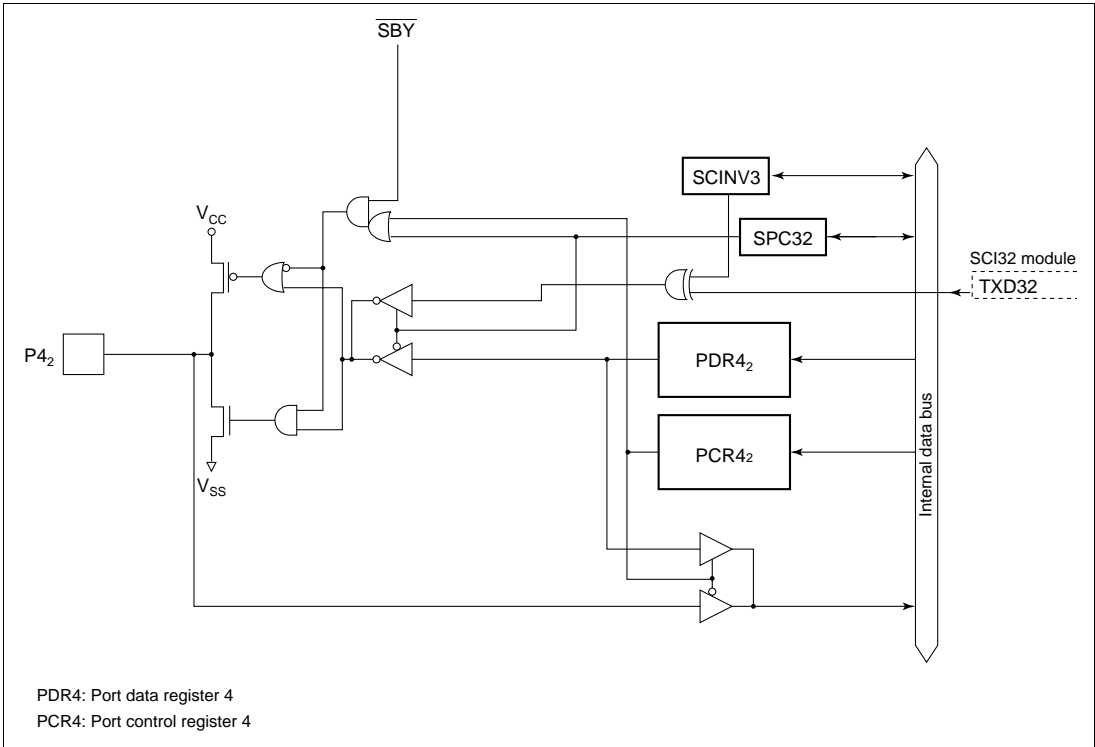 SBY
SCINV3
VCC
SPC32
SCI32 module
TXD32
P42
PDR42
PCR42
VSS
Internal data bus
PDR4: Port data register 4
PCR4: Port control register 4